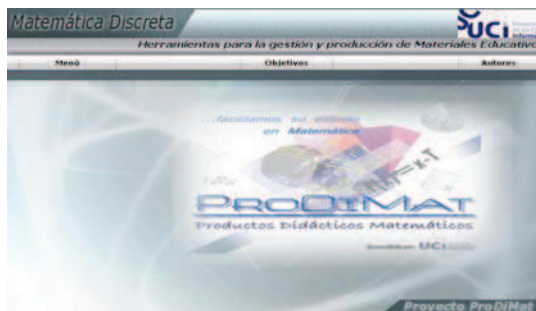 Matemática Discreta
UCi
Herramientas para la gestión y producción de Materiales Educativo
Menú Objetivos Autores
...facilitamos su estudio
en Matemática
PRODIMAT
Productos Didácticos Matemáticos
UCi
Proyecto ProDiMat